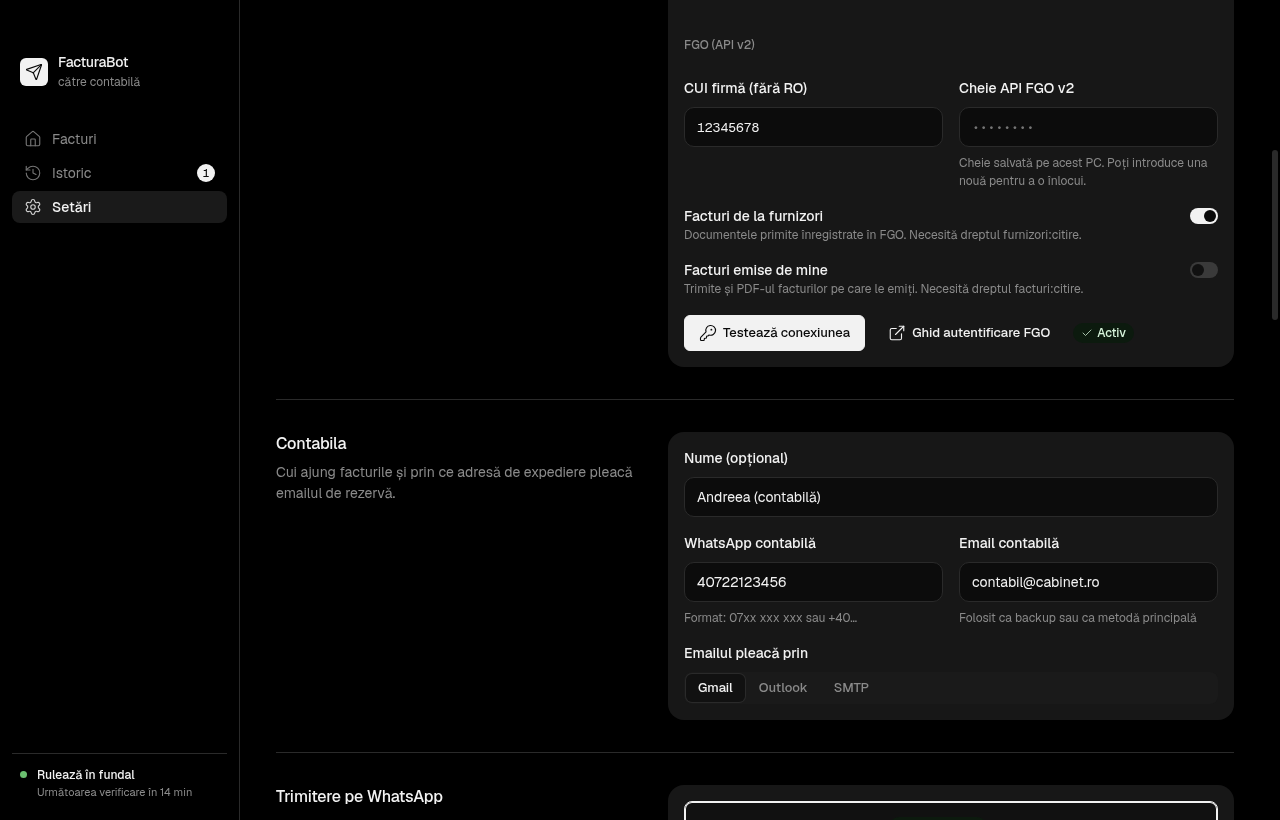 FacturaBot
către contabilă
Facturi
Istoric
1
Setări
Rulează în fundal
Următoarea verificare în 14 min
FGO (API v2)
CUI firmă (fără RO)
Cheie API FGO v2
12345678
••••••••
Cheie salvată pe acest PC. Poți introduce una
nouă pentru a o înlocui.
Facturi de la furnizori
Documentele primite înregistrate în FGO. Necesită dreptul furnizori:citire.
Facturi emise de mine
Trimite și PDF-ul facturilor pe care le emiți. Necesită dreptul facturi:citire.
Testează conexiunea
Ghid autentificare FGO
Activ
Contabila
Cui ajung facturile și prin ce adresă de expediere pleacă
emailul de rezervă.
Nume (opțional)
Andreea (contabilă)
WhatsApp contabilă
Email contabilă
40722123456
contabil@cabinet.ro
Format: 07xx xxx xxx sau +40…
Folosit ca backup sau ca metodă principală
Emailul pleacă prin
Gmail
Outlook
SMTP
Trimitere pe WhatsApp